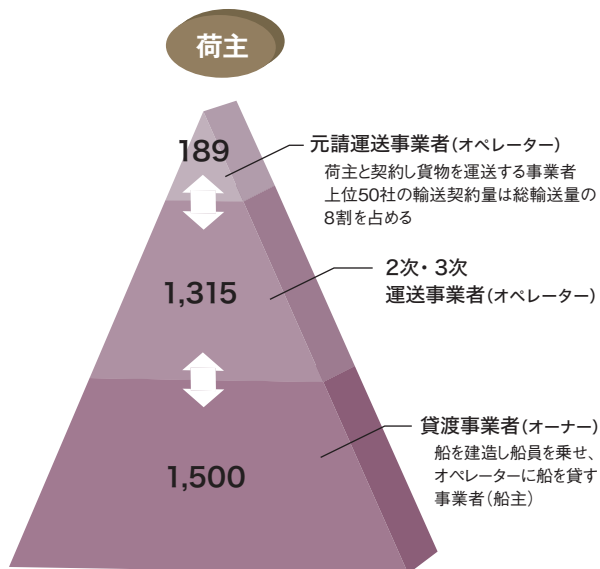 荷主
189
元請運送事業者(オペレーター)
荷主と契約し貨物を運送する事業者
上位50社の輸送契約量は総輸送量の
8割を占める
1,315
2次・3次
運送事業者(オペレーター)
1,500
貸渡事業者(オーナー)
船を建造し船員を乗せ、
オペレーターに船を貸す
事業者(船主)